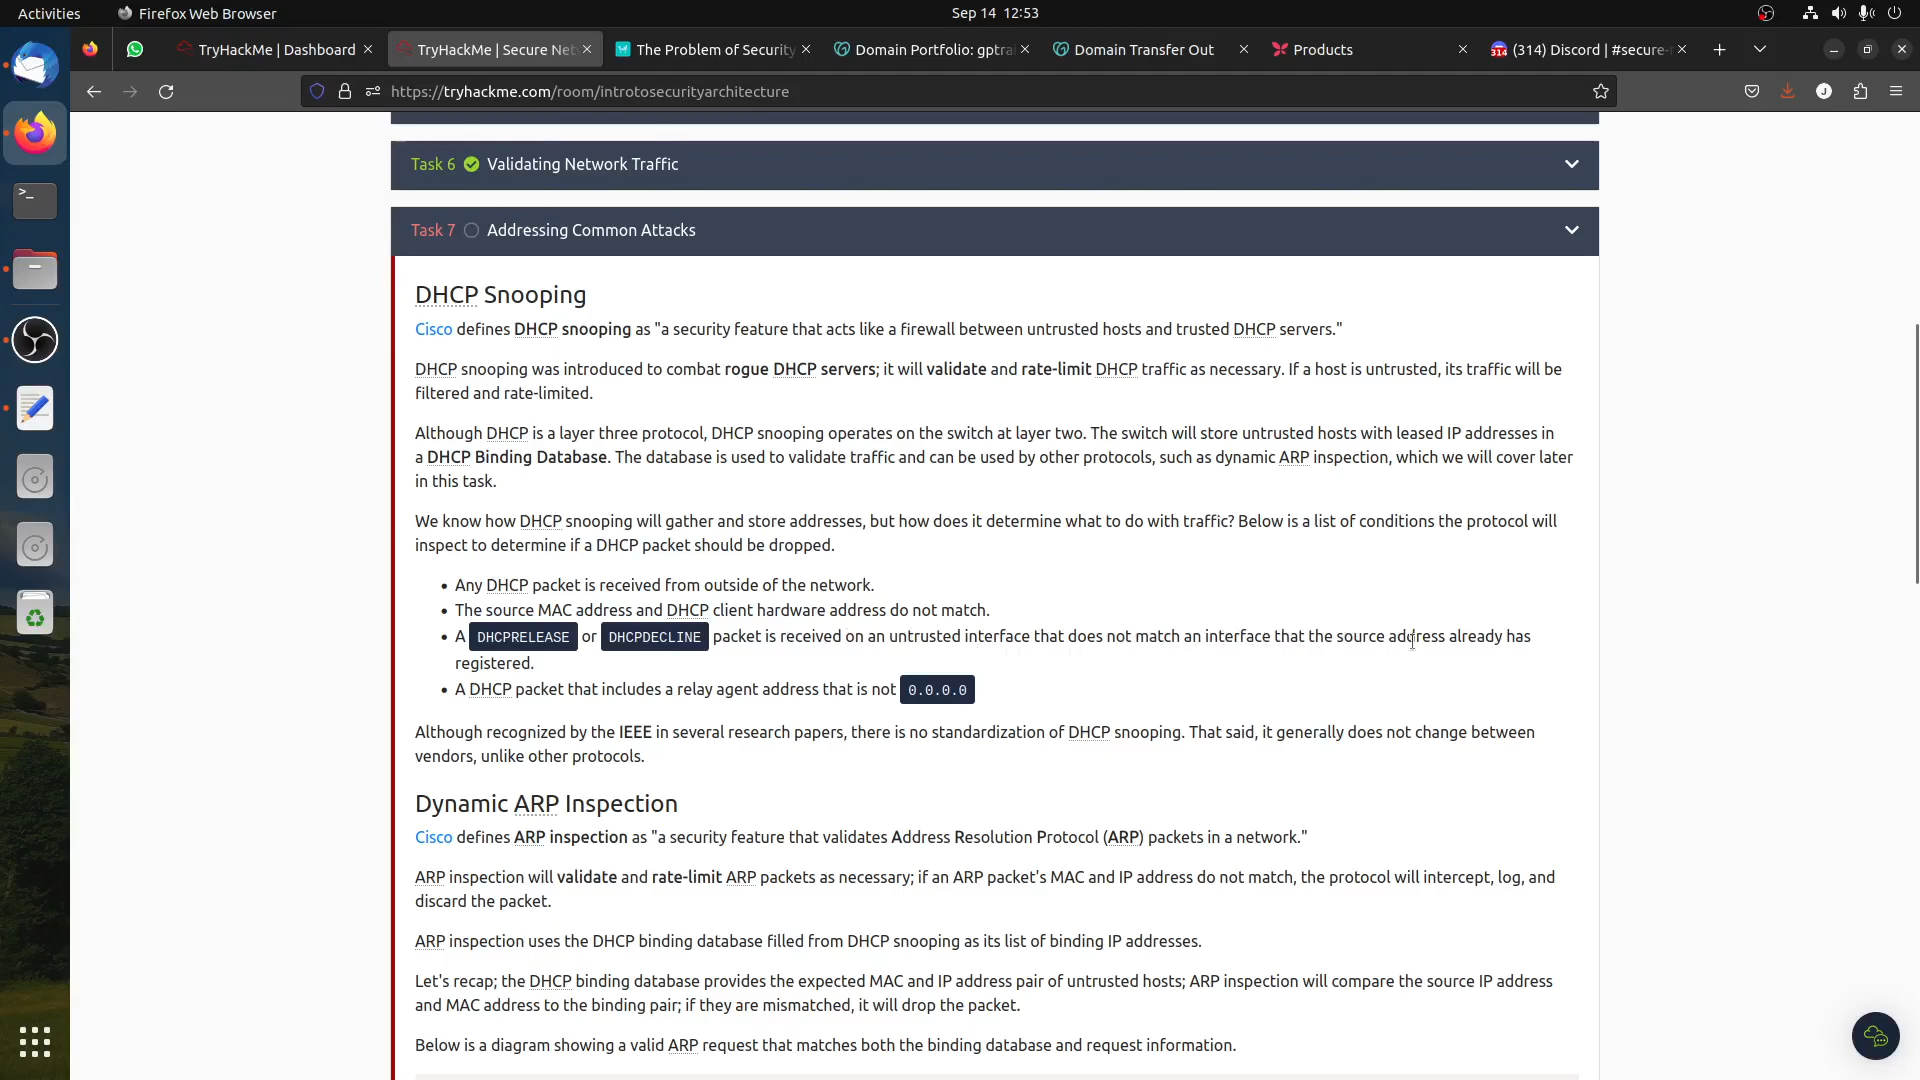 Activities
Firefox Web Browser
Sep 14 12:53
TryHackMe | Dashboard
TryHackMe | Secure Net
The Problem of Security
Domain Portfolio: gptrai
Domain Transfer Out
Products
314
(314) Discord | #secure-
https://tryhackme.com/room/introtosecurityarchitecture
J
>_
Task 6 Validating Network Traffic
Task 7 Addressing Common Attacks
DHCP Snooping
Cisco defines DHCP snooping as "a security feature that acts like a firewall between untrusted hosts and trusted DHCP servers."
DHCP snooping was introduced to combat rogue DHCP servers; it will validate and rate-limit DHCP traffic as necessary. If a host is untrusted, its traffic will be
filtered and rate-limited.
Although DHCP is a layer three protocol, DHCP snooping operates on the switch at layer two. The switch will store untrusted hosts with leased IP addresses in
a DHCP Binding Database. The database is used to validate traffic and can be used by other protocols, such as dynamic ARP inspection, which we will cover later
in this task.
We know how DHCP snooping will gather and store addresses, but how does it determine what to do with traffic? Below is a list of conditions the protocol will
inspect to determine if a DHCP packet should be dropped.
• Any DHCP packet is received from outside of the network.
• The source MAC address and DHCP client hardware address do not match.
• A DHCPRELEASE or DHCPDECLINE packet is received on an untrusted interface that does not match an interface that the source address already has
registered.
• A DHCP packet that includes a relay agent address that is not 0.0.0.0
Although recognized by the IEEE in several research papers, there is no standardization of DHCP snooping. That said, it generally does not change between
vendors, unlike other protocols.
Dynamic ARP Inspection
Cisco defines ARP inspection as "a security feature that validates Address Resolution Protocol (ARP) packets in a network."
ARP inspection will validate and rate-limit ARP packets as necessary; if an ARP packet's MAC and IP address do not match, the protocol will intercept, log, and
discard the packet.
ARP inspection uses the DHCP binding database filled from DHCP snooping as its list of binding IP addresses.
Let's recap; the DHCP binding database provides the expected MAC and IP address pair of untrusted hosts; ARP inspection will compare the source IP address
and MAC address to the binding pair; if they are mismatched, it will drop the packet.
Below is a diagram showing a valid ARP request that matches both the binding database and request information.